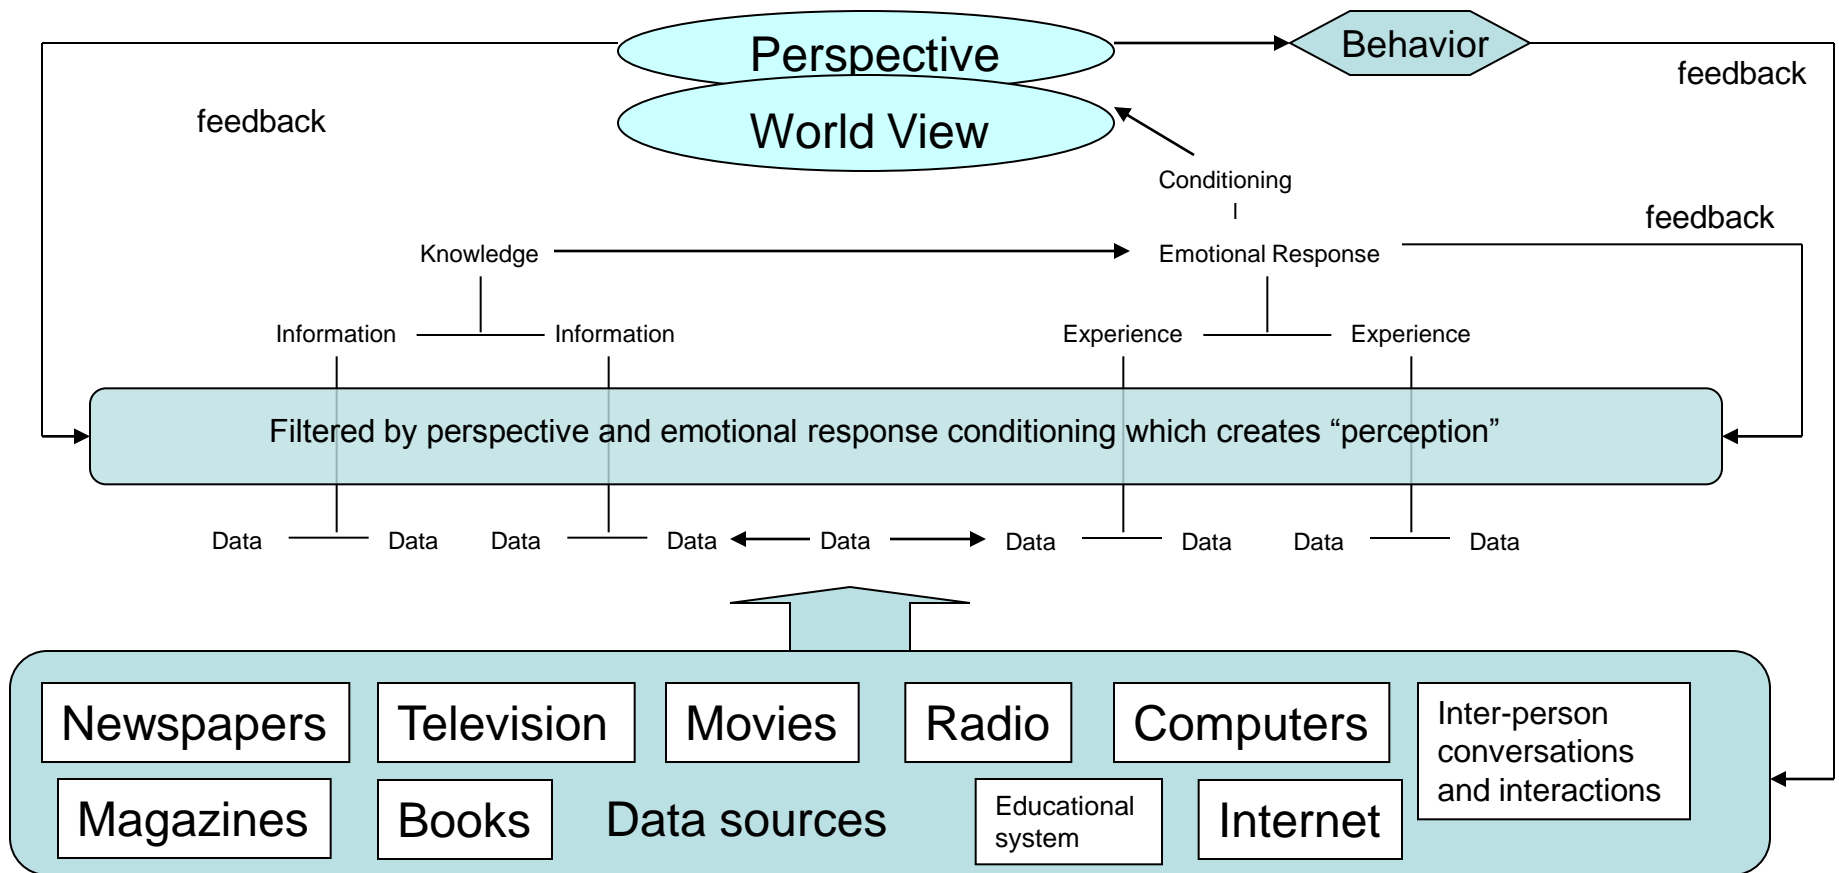 Perspective
Behavior
feedback
feedback
World View
Conditioning
feedback
Knowledge
Emotional Response
Information
Information
Experience
Experience
Filtered by perspective and emotional response conditioning which creates “perception”
Data
Data
Data
Data
Data
Data
Data
Data
Data
Newspapers
Television
Movies
Radio
Computers
Inter-person
conversations
and interactions
Magazines
Books
Data sources
Educational
system
Internet